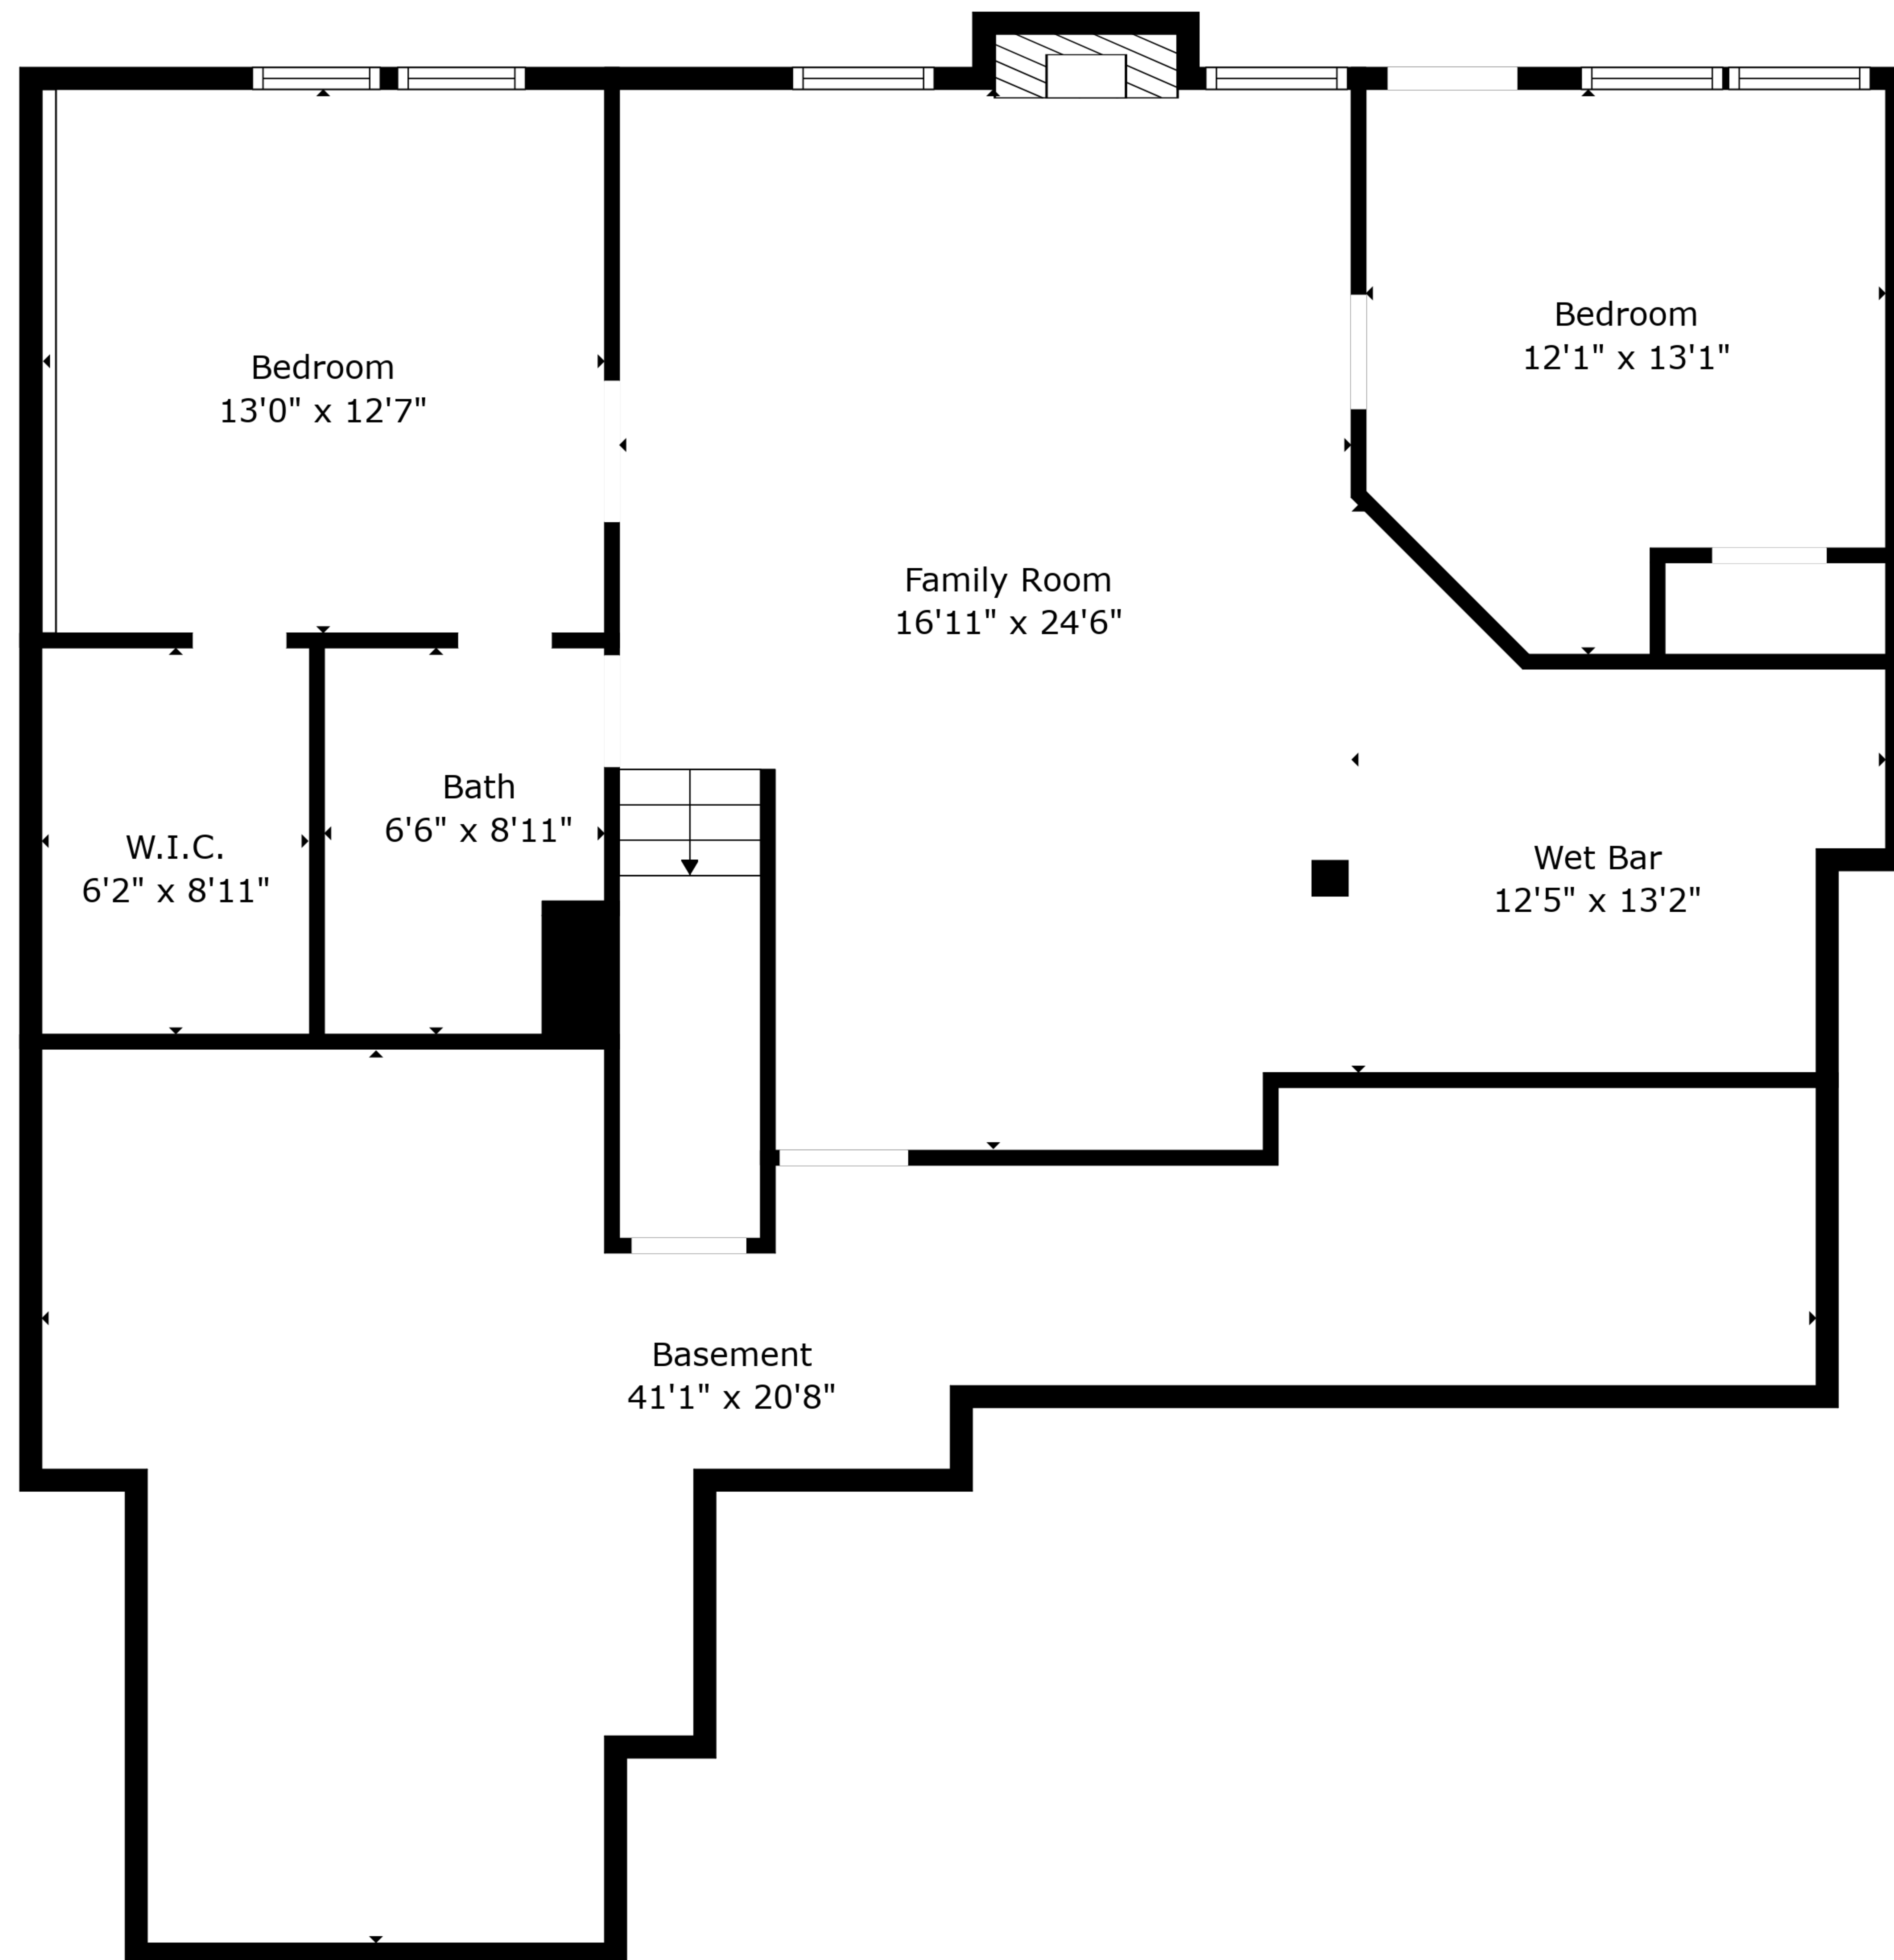 Bedroom
12'1" x 13'1"
Bedroom
13'0" x 12'7"
Family Room
16'11" x 24'6"
Bath
6'6" x 8'11"
W.I.C.
6'2" x 8'11"
Wet Bar
12'5" x 13'2"
Basement
41'1" x 20'8"